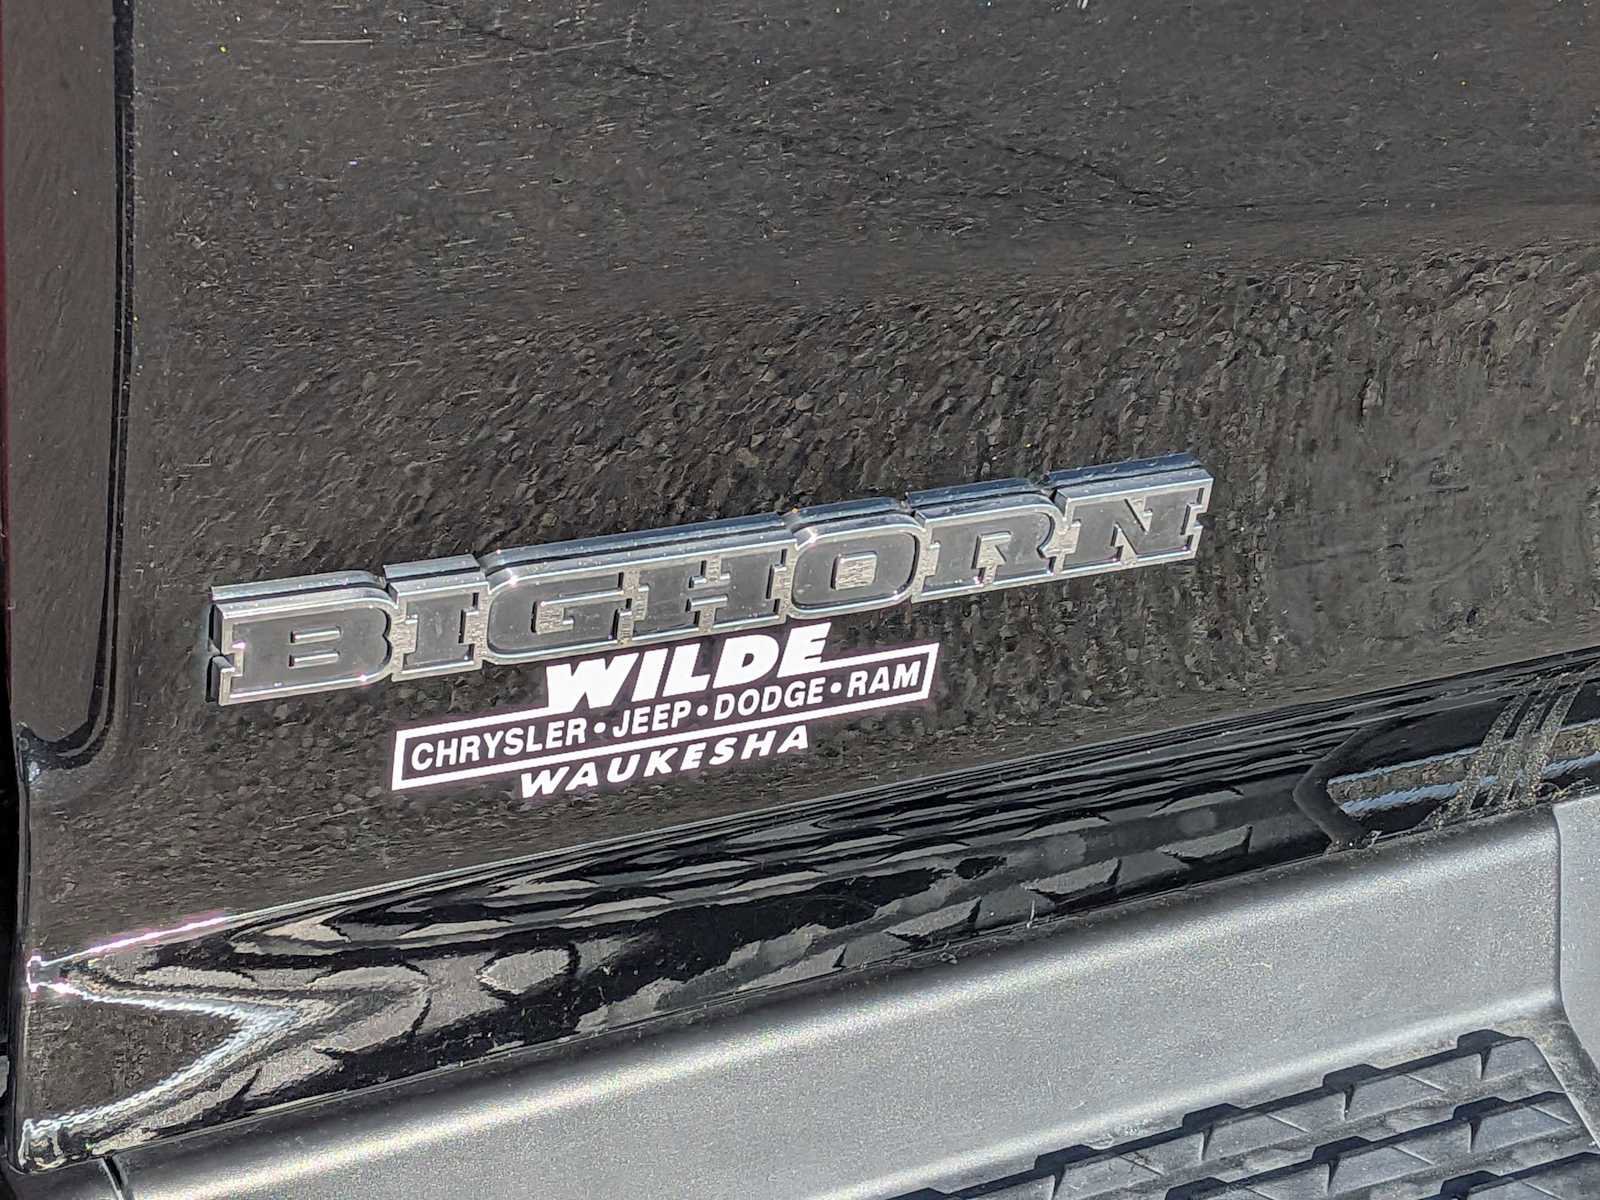 BIGHORN
WILDE
CHRYSLER • JEEP • DODGE • RAM
WAUKESHA